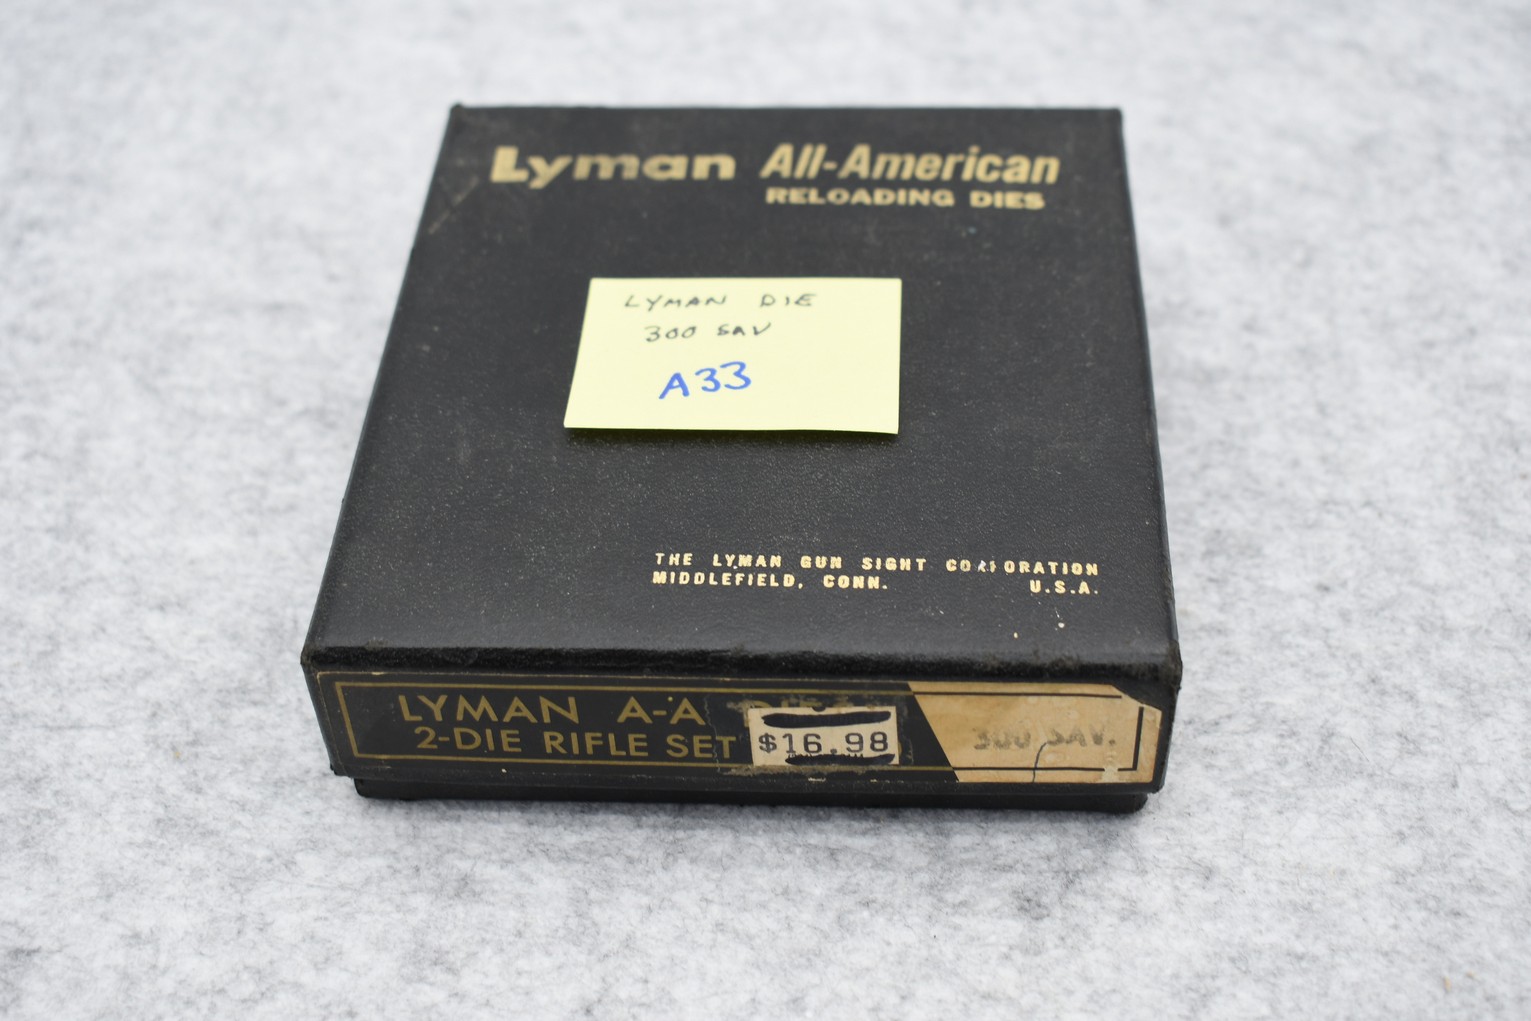 Lyman All-American
RELOADING DIES
LYMAN DIE
300 SAV
A33
THE LYMAN GUN SIGHT CORPORATION
MIDDLEFIELD, CONN. U.S.A.
LYMAN A-A DIES
2-DIE RIFLE SET
$16.98
300 SAV.